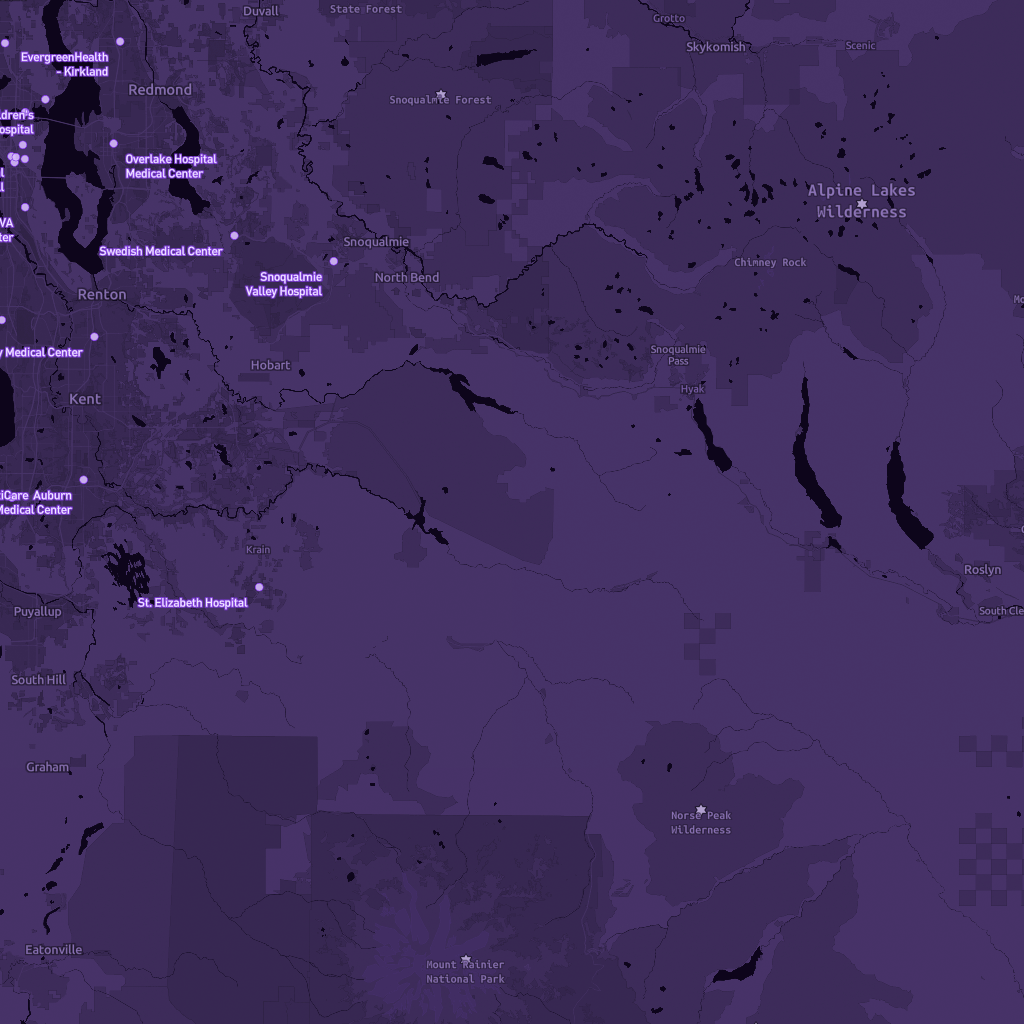 Duvall
State Forest
Grotto
Skykomish
Scenic
EvergreenHealth
- Kirkland
Redmond
Snoqualmie Forest
ldren's
ospital
Overlake Hospital
Medical Center
Alpine Lakes
Wilderness
VA
ter
Swedish Medical Center
Snoqualmie
North Bend
Chimney Rock
Snoqualmie
Valley Hospital
Renton
Mo
y Medical Center
Snoqualmie
Pass
Hobart
Hyak
Kent
tiCare Auburn
Medical Center
Krain
Roslyn
St. Elizabeth Hospital
Puyallup
South Cle
South Hill
Graham
Norse Peak
Wilderness
Eatonville
Mount Rainier
National Park